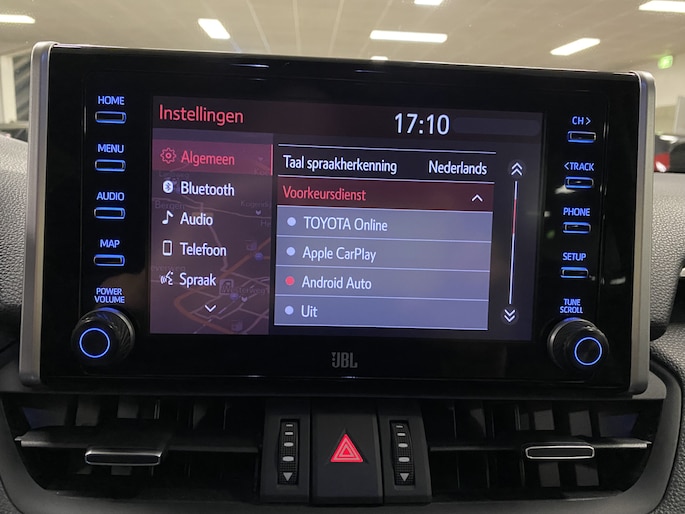 HOME
MENU
AUDIO
MAP
POWER
VOLUME
Instellingen
17:10
Algemeen
Bluetooth
Audio
Telefoon
Spraak
Taal spraakherkenning Nederlands
Voorkeursdienst
TOYOTA Online
Apple CarPlay
Android Auto
Uit
CH >
< TRACK
PHONE
SETUP
TUNE
SCROLL
JBL